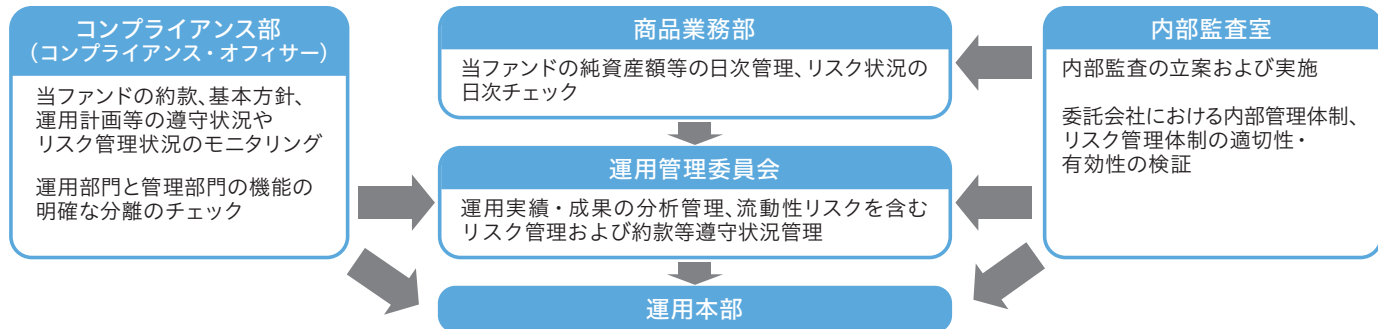 コンプライアンス部
（コンプライアンス・オフィサー）
当ファンドの約款、基本方針、
運用計画等の遵守状況や
リスク管理状況のモニタリング
運用部門と管理部門の機能の
明確な分離のチェック
商品業務部
当ファンドの純資産額等の日次管理、リスク状況の
日次チェック
運用管理委員会
運用実績・成果の分析管理、流動性リスクを含む
リスク管理および約款等遵守状況管理
運用本部
内部監査室
内部監査の立案および実施
委託会社における内部管理体制、
リスク管理体制の適切性・
有効性の検証